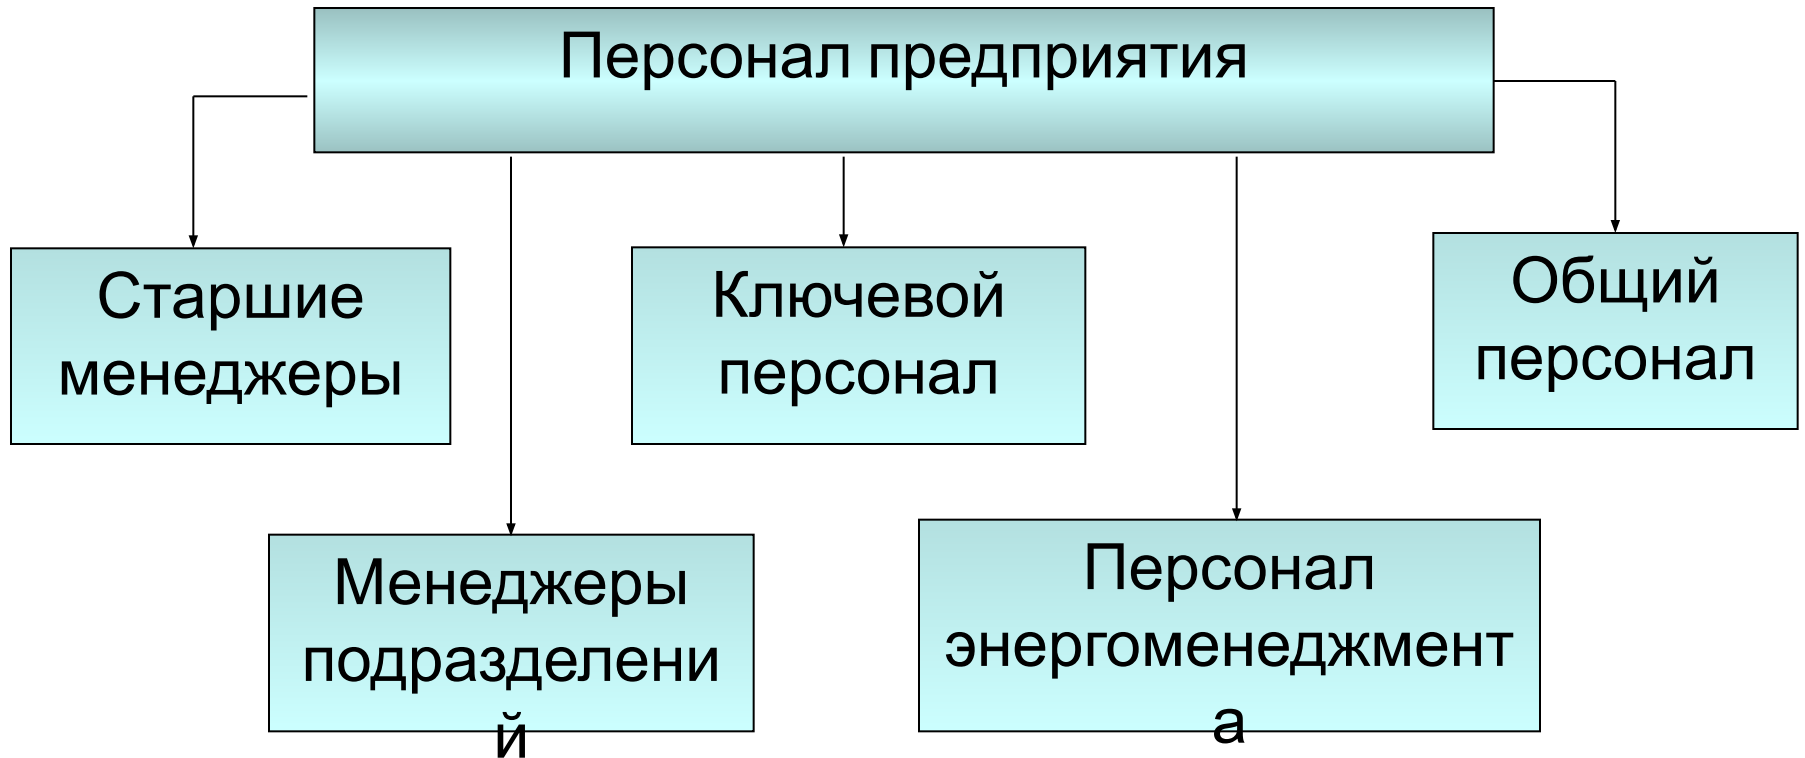 Персонал предприятия
Старшие
менеджеры
Ключевой
персонал
Общий
персонал
Менеджеры
подразделени
й
Персонал
энергоменеджмент
а